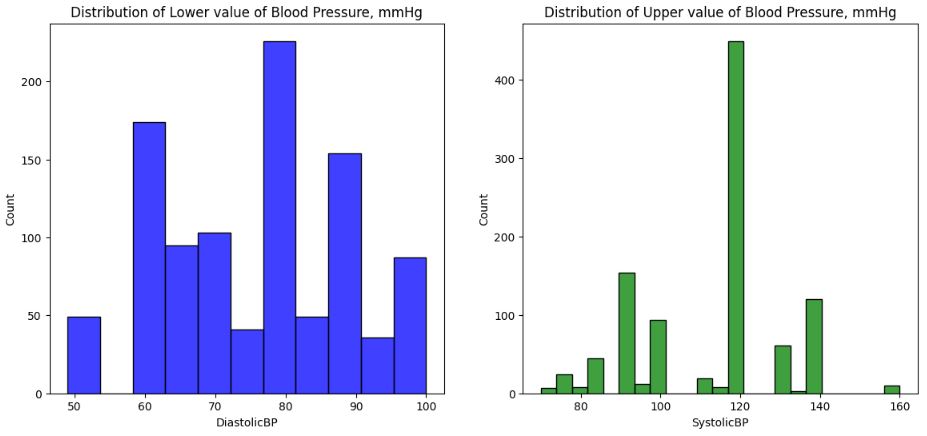 Distribution of Lower value of Blood Pressure, mmHg
200
150
100
50
0
Count
50 60 70 80 90 100
DiastolicBP
Distribution of Upper value of Blood Pressure, mmHg
400
300
200
100
0
Count
80 100 120 140 160
SystolicBP